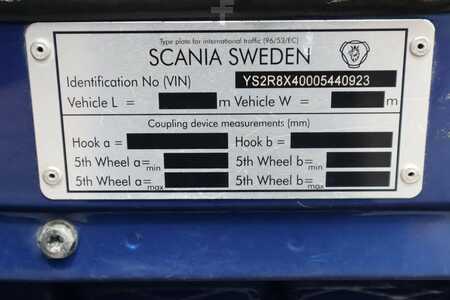 Type plate for international traffic (96/53/EC)
SCANIA SWEDEN
Identification No (VIN) YS2R8X40005440923
Vehicle L = m Vehicle W = m
Coupling device measurements (mm)
Hook a = Hook b =
5th Wheel a=min 5th Wheel b=min
5th Wheel a=max 5th Wheel b=max